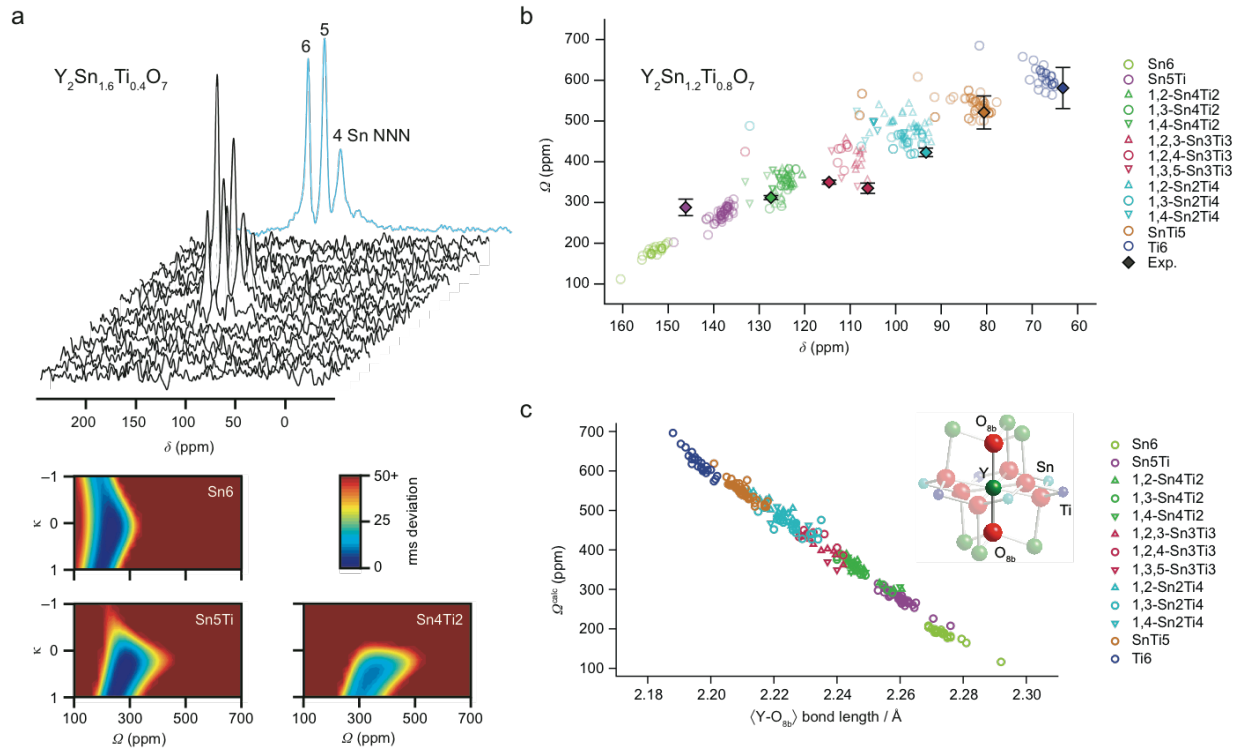 a
Y2Sn1.6Ti0.4O7
6
5
4 Sn NNN
200
150
100
50
0
δ (ppm)
−1
κ
0
1
Sn6
100
300
500
700
50+
25
0
rms deviation
−1
κ
0
1
Sn5Ti
100
300
500
700
Ω (ppm)
Sn4Ti2
100
300
500
700
Ω (ppm)
b
Y2Sn1.2Ti0.8O7
700
600
500
400
300
200
100
Ω (ppm)
160
150
140
130
120
110
100
90
80
70
60
δ (ppm)
Sn6
Sn5Ti
1,2-Sn4Ti2
1,3-Sn4Ti2
1,4-Sn4Ti2
1,2,3-Sn3Ti3
1,2,4-Sn3Ti3
1,3,5-Sn3Ti3
1,2-Sn2Ti4
1,3-Sn2Ti4
1,4-Sn2Ti4
SnTi5
Ti6
Exp.
c
700
600
500
400
300
200
100
Ωcalc (ppm)
2.18
2.20
2.22
2.24
2.26
2.28
2.30
⟨Y-O8b⟩ bond length / Å
O8b
Y
Sn
Ti
O8b
Sn6
Sn5Ti
1,2-Sn4Ti2
1,3-Sn4Ti2
1,4-Sn4Ti2
1,2,3-Sn3Ti3
1,2,4-Sn3Ti3
1,3,5-Sn3Ti3
1,2-Sn2Ti4
1,3-Sn2Ti4
1,4-Sn2Ti4
SnTi5
Ti6